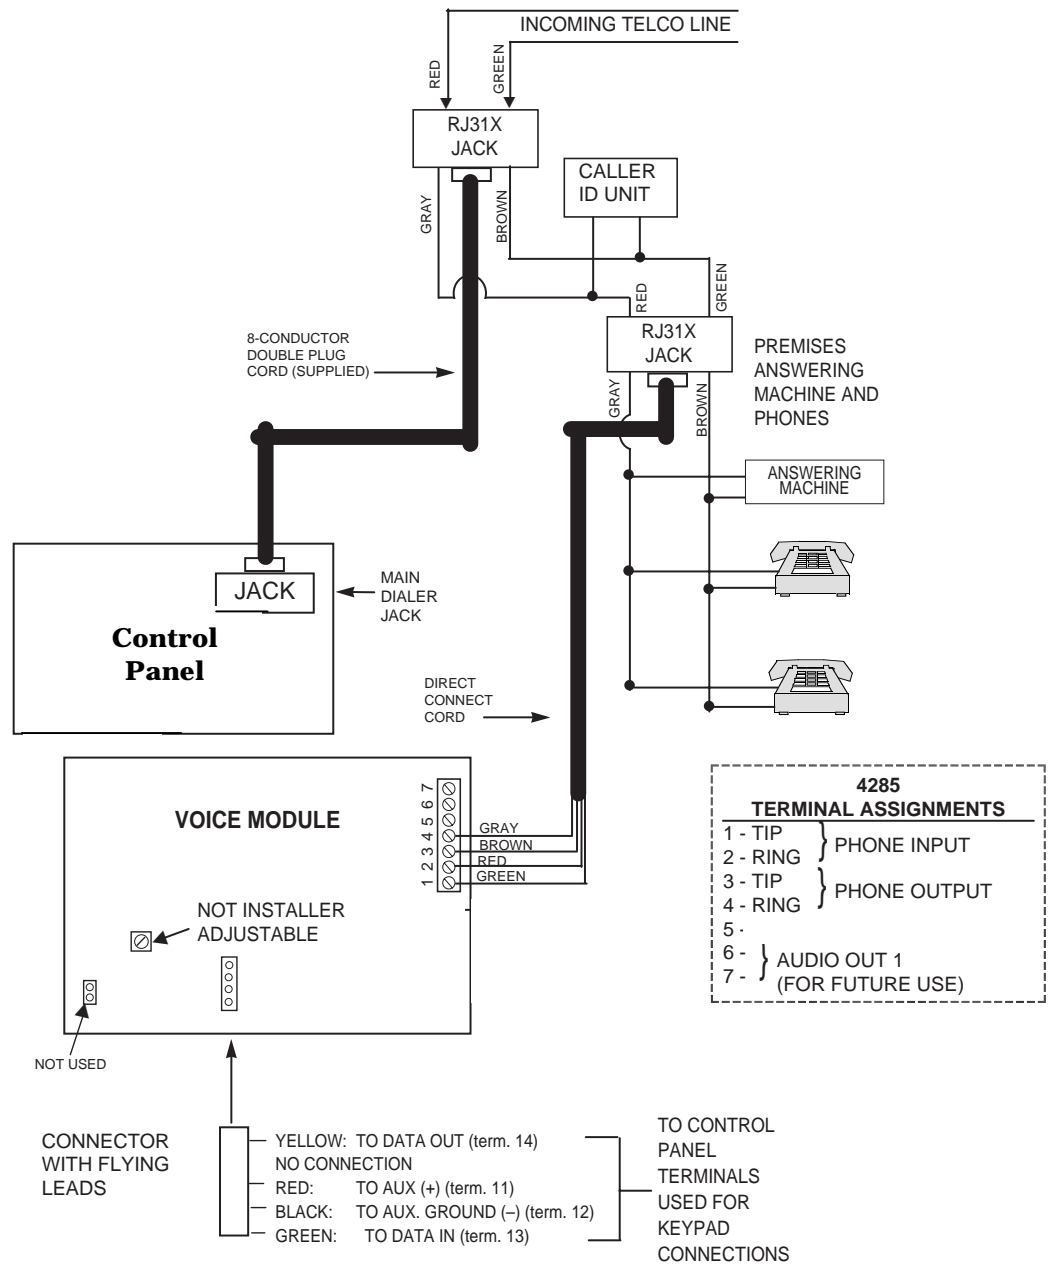 INCOMING TELCO LINE
RED
GREEN
RJ31X
JACK
CALLER
ID UNIT
GRAY
BROWN
RED
GREEN
RJ31X
JACK
8-CONDUCTOR
DOUBLE PLUG
CORD (SUPPLIED)
PREMISES
ANSWERING
MACHINE AND
PHONES
GRAY
BROWN
ANSWERING
MACHINE
JACK
MAIN
DIALER
JACK
Control
Panel
DIRECT
CONNECT
CORD
VOICE MODULE
7
6
5
4
3
2
1
GRAY
BROWN
RED
GREEN
4285
TERMINAL ASSIGNMENTS
1 - TIP
2 - RING
PHONE INPUT
3 - TIP
4 - RING
PHONE OUTPUT
5 ·
6 -
7 -
AUDIO OUT 1
(FOR FUTURE USE)
NOT INSTALLER
ADJUSTABLE
NOT USED
CONNECTOR
WITH FLYING
LEADS
YELLOW: TO DATA OUT (term. 14)
NO CONNECTION
RED: TO AUX (+) (term. 11)
BLACK: TO AUX. GROUND (–) (term. 12)
GREEN: TO DATA IN (term. 13)
TO CONTROL
PANEL
TERMINALS
USED FOR
KEYPAD
CONNECTIONS